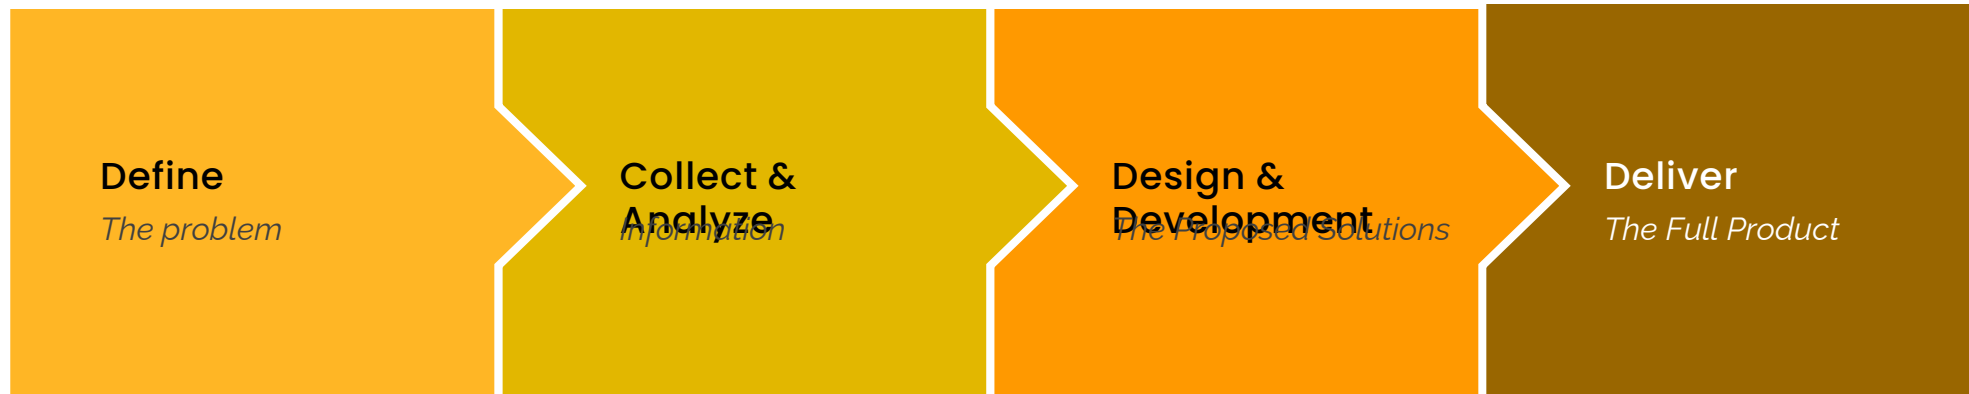 Define
The problem
Collect &
Analyze
Information
Design &
Development
The Proposed Solutions
Deliver
The Full Product